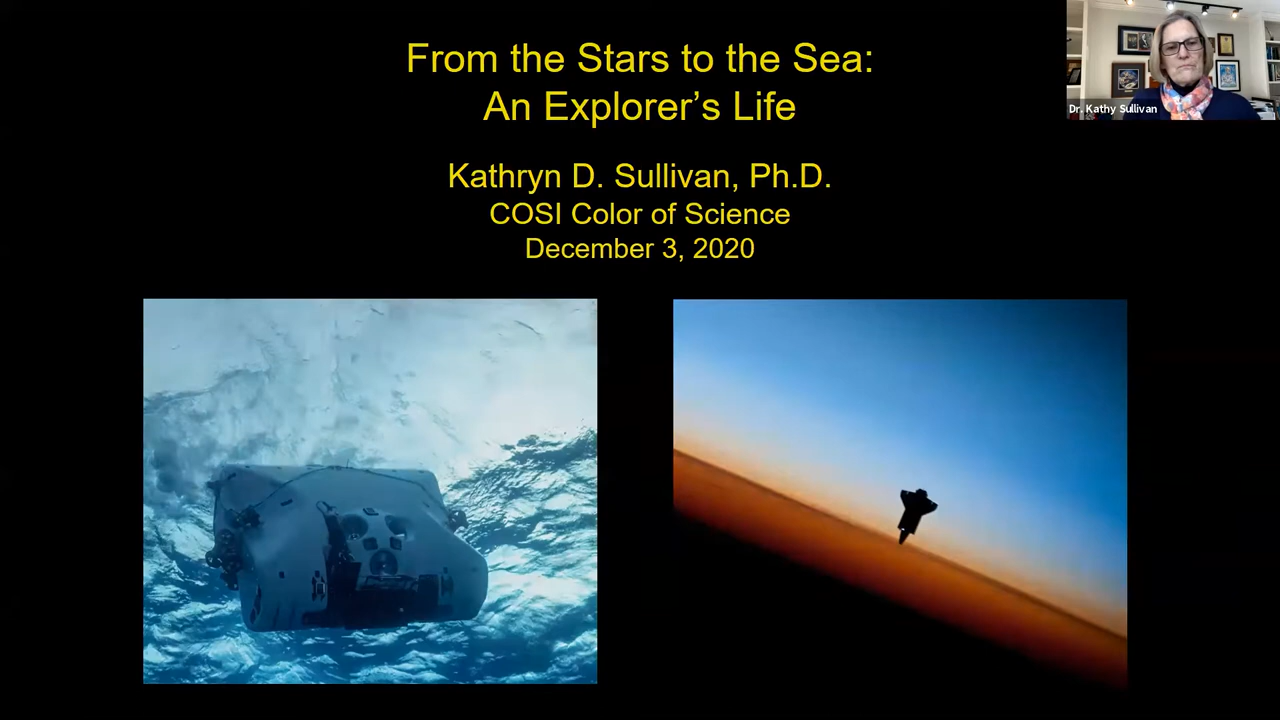 From the Stars to the Sea:
An Explorer’s Life
Kathryn D. Sullivan, Ph.D.
COSI Color of Science
December 3, 2020
Dr. Kathy Sullivan